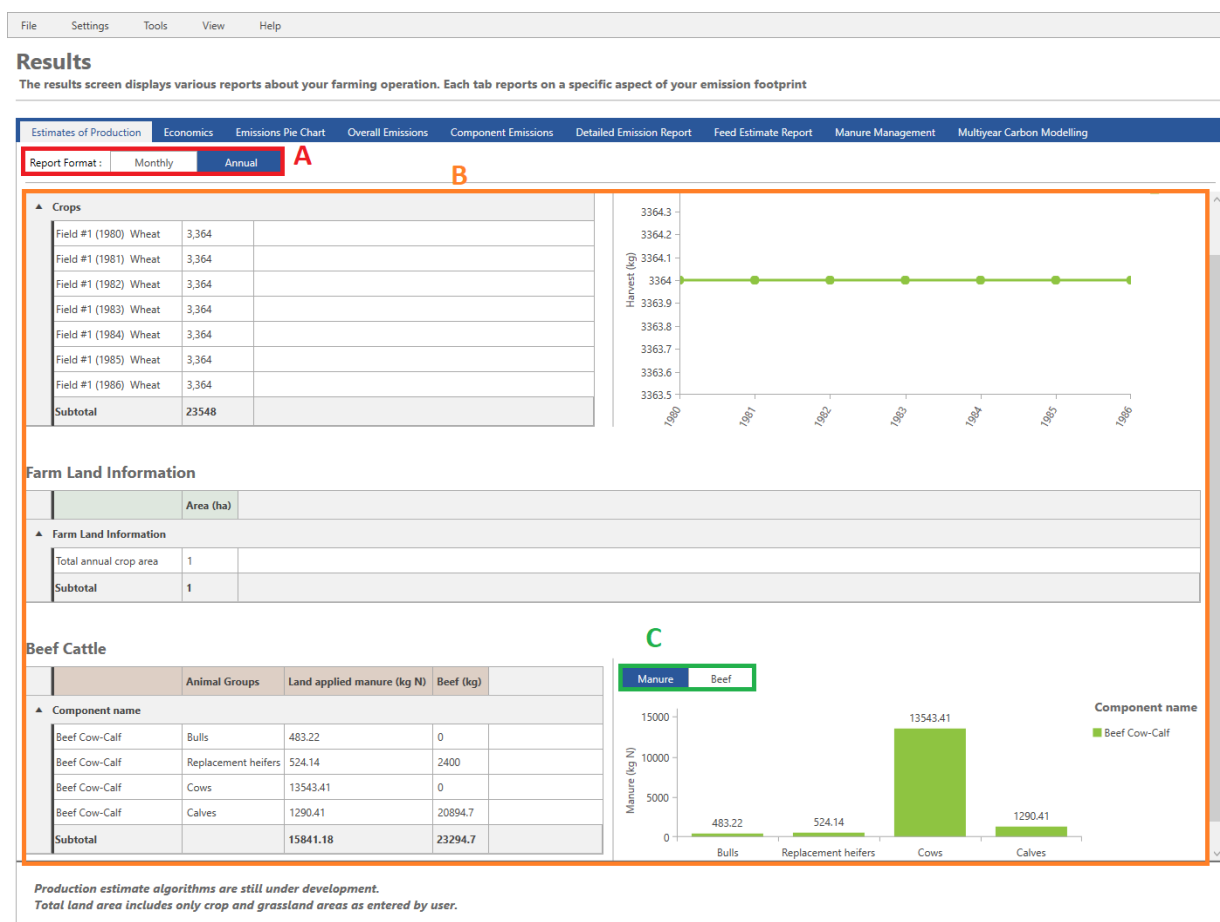 File Settings Tools View Help
Results
The results screen displays various reports about your farming operation. Each tab reports on a specific aspect of your emission footprint
Estimates of Production Economics Emissions Pie Chart Overall Emissions Component Emissions Detailed Emission Report Feed Estimate Report Manure Management Multiyear Carbon Modelling
Report Format : Monthly Annual A
B
Crops
Field #1 (1980) Wheat 3,364
Field #1 (1981) Wheat 3,364
Field #1 (1982) Wheat 3,364
Field #1 (1983) Wheat 3,364
Field #1 (1984) Wheat 3,364
Field #1 (1985) Wheat 3,364
Field #1 (1986) Wheat 3,364
Subtotal 23548
Harvest (kg)
3364.3
3364.2
3364.1
3364
3363.9
3363.8
3363.7
3363.6
3363.5
1980 1981 1982 1983 1984 1985 1986
Farm Land Information
Area (ha)
Farm Land Information
Total annual crop area 1
Subtotal 1
Beef Cattle
Animal Groups Land applied manure (kg N) Beef (kg)
Component name
Beef Cow-Calf Bulls 483.22 0
Beef Cow-Calf Replacement heifers 524.14 2400
Beef Cow-Calf Cows 13543.41 0
Beef Cow-Calf Calves 1290.41 20894.7
Subtotal 15841.18 23294.7
C
Manure Beef
Manure (kg N)
15000
10000
5000
0
483.22 524.14 13543.41 1290.41
Bulls Replacement heifers Cows Calves
Component name
Beef Cow-Calf
Production estimate algorithms are still under development.
Total land area includes only crop and grassland areas as entered by user.